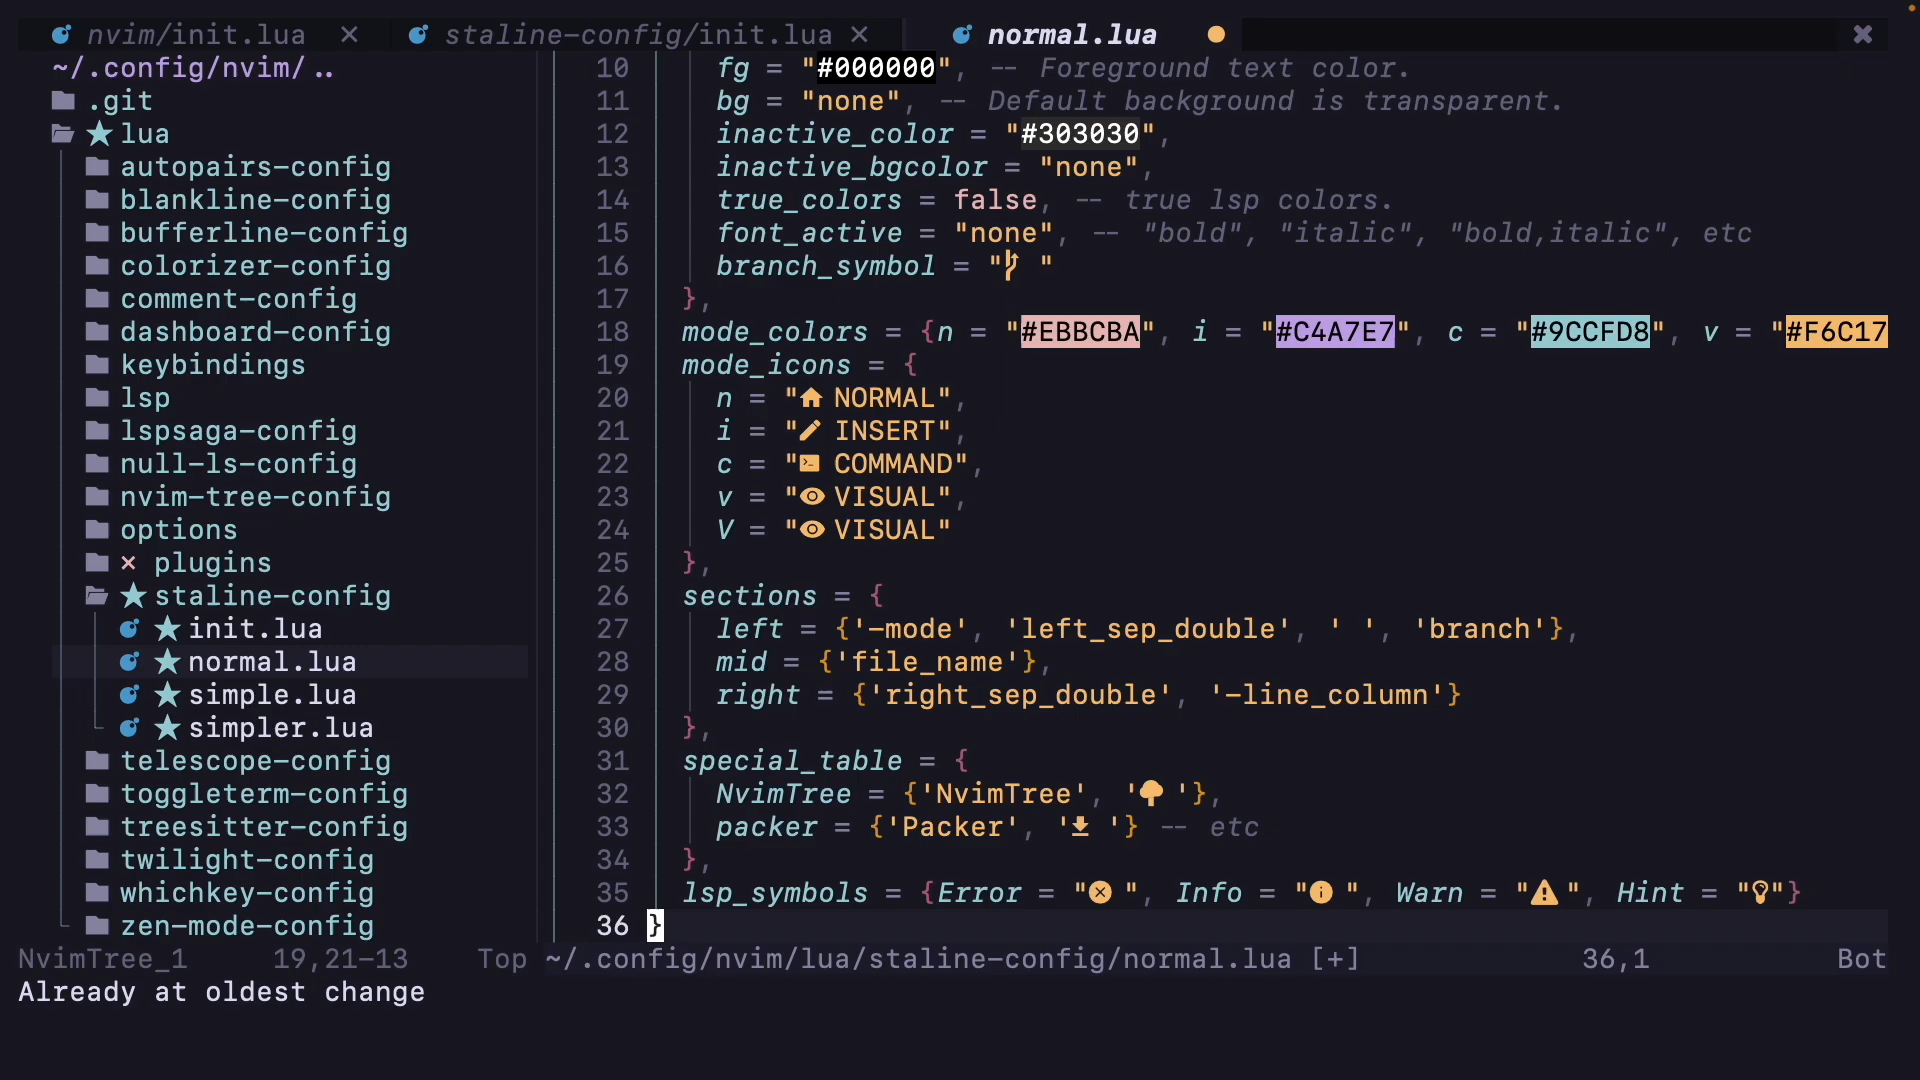 nvim/init.lua
staline-config/init.lua
normal.lua
~/.config/nvim/..
.git
lua
autopairs-config
blankline-config
bufferline-config
colorizer-config
comment-config
dashboard-config
keybindings
lsp
lspsaga-config
null-ls-config
nvim-tree-config
options
plugins
staline-config
init.lua
normal.lua
simple.lua
simpler.lua
telescope-config
toggleterm-config
treesitter-config
twilight-config
whichkey-config
zen-mode-config
10 fg = "#000000", -- Foreground text color.
11 bg = "none", -- Default background is transparent.
12 inactive_color = "#303030",
13 inactive_bgcolor = "none",
14 true_colors = false, -- true lsp colors.
15 font_active = "none", -- "bold", "italic", "bold,italic", etc
16 branch_symbol = " "
17 },
18 mode_colors = {n = "#EBBCBA", i = "#C4A7E7", c = "#9CCFD8", v = "#F6C17
19 mode_icons = {
20 n = " NORMAL",
21 i = " INSERT",
22 c = " COMMAND",
23 v = " VISUAL",
24 V = " VISUAL"
25 },
26 sections = {
27 left = {'-mode', 'left_sep_double', ' ', 'branch'},
28 mid = {'file_name'},
29 right = {'right_sep_double', '-line_column'}
30 },
31 special_table = {
32 NvimTree = {'NvimTree', ' '},
33 packer = {'Packer', ' '} -- etc
34 },
35 lsp_symbols = {Error = " ", Info = " ", Warn = " ", Hint = ""}
36 }
NvimTree_1 19,21-13 Top
~/.config/nvim/lua/staline-config/normal.lua [+] 36,1 Bot
Already at oldest change